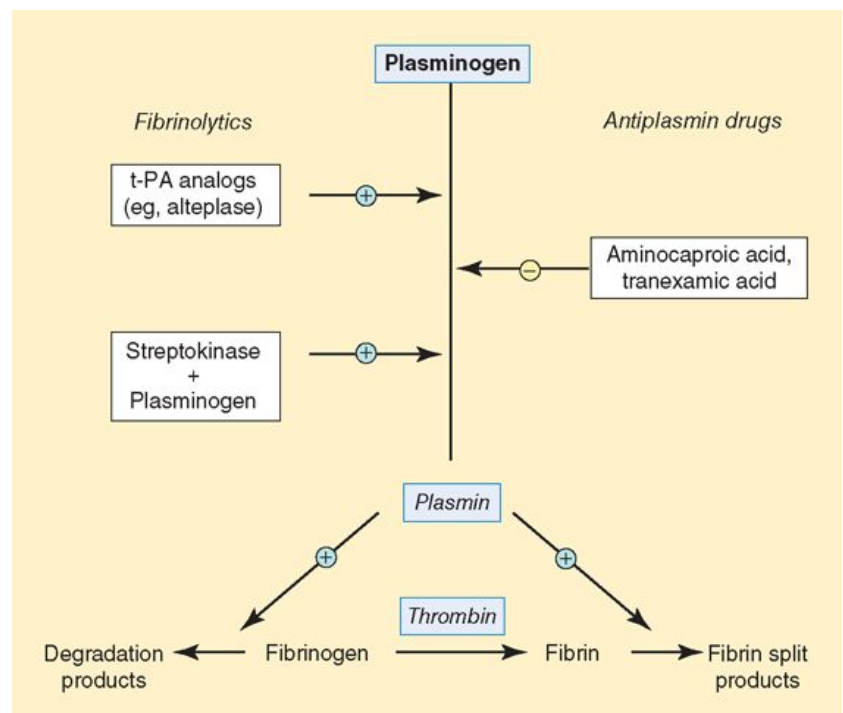 Plasminogen
Fibrinolytics
Antiplasmin drugs
t-PA analogs
(eg, alteplase)
+
Aminocaproic acid,
tranexamic acid
−
Streptokinase
+
Plasminogen
+
Plasmin
+
+
Thrombin
Degradation
products
Fibrinogen
Fibrin
Fibrin split
products